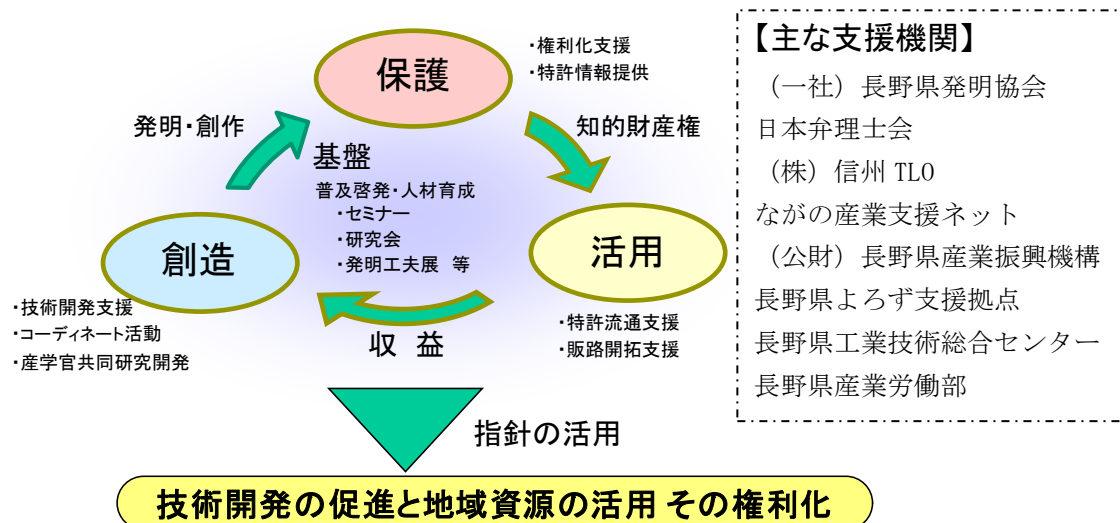 保護
・権利化支援
・特許情報提供
発明・創作
知的財産権
基盤
普及啓発・人材育成
・セミナー
・研究会
・発明工夫展 等
創造
活用
・技術開発支援
・コーディネート活動
・産学官共同研究開発
収 益
・特許流通支援
・販路開拓支援
指針の活用
技術開発の促進と地域資源の活用 その権利化
【主な支援機関】
（一社）長野県発明協会
日本弁理士会
（株）信州 TLO
ながの産業支援ネット
（公財）長野県産業振興機構
長野県よろず支援拠点
長野県工業技術総合センター
長野県産業労働部